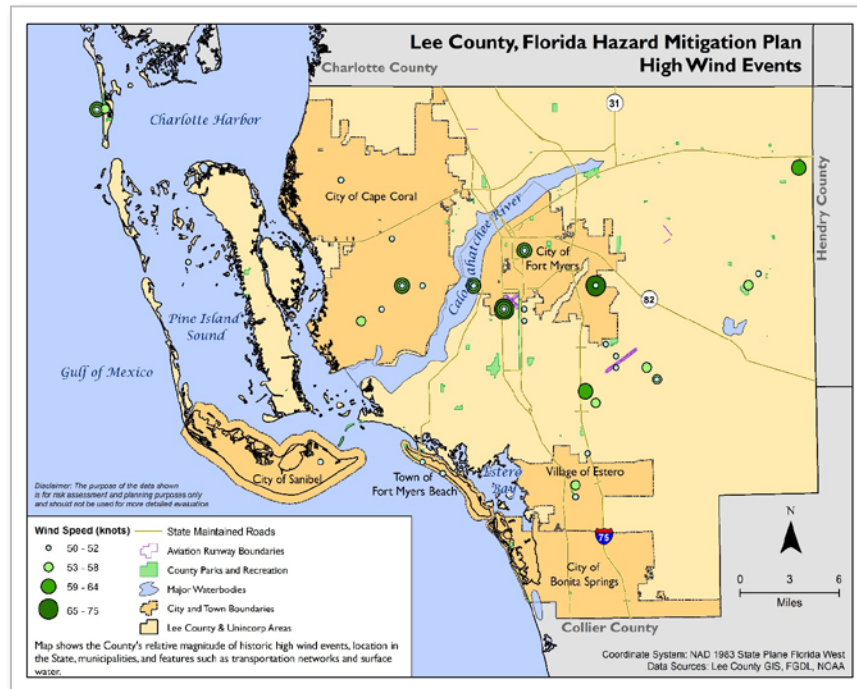 Lee County, Florida Hazard Mitigation Plan
High Wind Events
Charlotte County
31
Charlotte Harbor
Hendry County
City of Cape Coral
Caloosahatchee River
City of
Fort Myers
82
Pine Island
Sound
Gulf of Mexico
City of Sanibel
Town of
Fort Myers Beach
Estero
Bay
Village of Estero
75
City of
Bonita Springs
Collier County
Disclaimer: The purpose of the data shown
is for risk assessment and planning purposes only
and should not be used for more detailed evaluation
Wind Speed (knots)
50 - 52
53 - 58
59 - 64
65 - 75
State Maintained Roads
Aviation Runway Boundaries
County Parks and Recreation
Major Waterbodies
City and Town Boundaries
Lee County & Unincorp Areas
Map shows the County's relative magnitude of historic high wind events, location in
the State, municipalities, and features such as transportation networks and surface
water.
N
0 3 6
Miles
Coordinate System: NAD 1983 State Plane Florida West
Data Sources: Lee County GIS, FGDL, NOAA